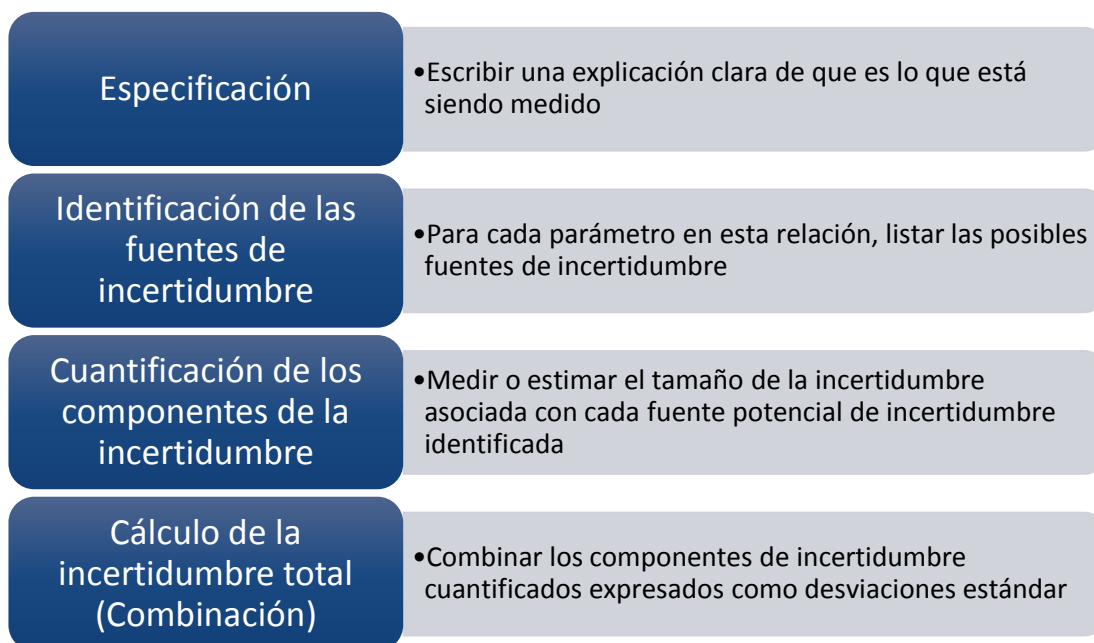 Especificación
•Escribir una explicación clara de que es lo que está
siendo medido
Identificación de las
fuentes de
incertidumbre
•Para cada parámetro en esta relación, listar las posibles
fuentes de incertidumbre
Cuantificación de los
componentes de la
incertidumbre
•Medir o estimar el tamaño de la incertidumbre
asociada con cada fuente potencial de incertidumbre
identificada
Cálculo de la
incertidumbre total
(Combinación)
•Combinar los componentes de incertidumbre
cuantificados expresados como desviaciones estándar